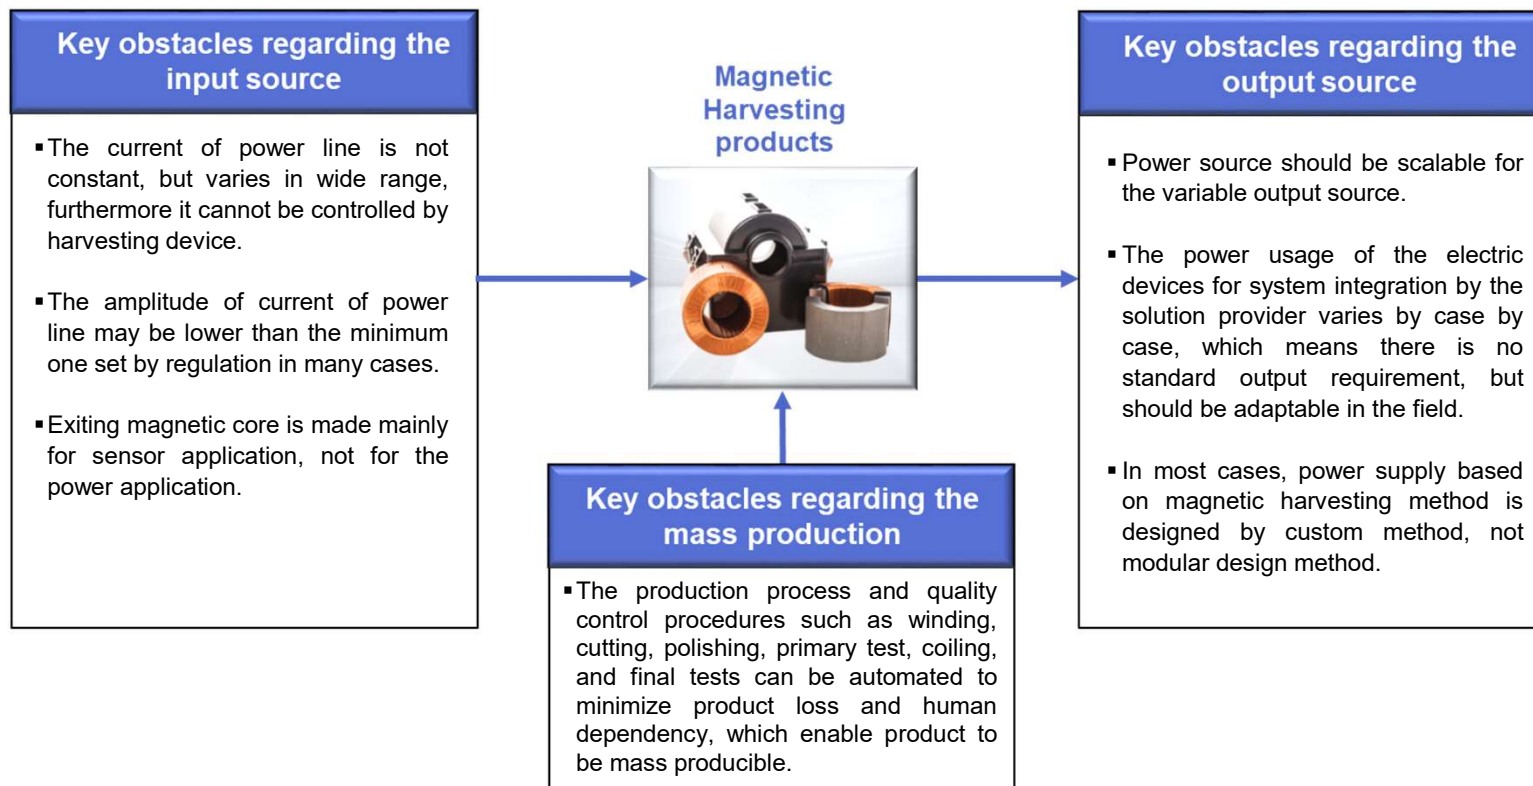 Key obstacles regarding the
input source
▪The current of power line is not
constant, but varies in wide range,
furthermore it cannot be controlled by
harvesting device.
▪The amplitude of current of power
line may be lower than the minimum
one set by regulation in many cases.
▪Exiting magnetic core is made mainly
for sensor application, not for the
power application.
Magnetic
Harvesting
products
Key obstacles regarding the
mass production
▪The production process and quality
control procedures such as winding,
cutting, polishing, primary test, coiling,
and final tests can be automated to
minimize product loss and human
dependency, which enable product to
be mass producible.
Key obstacles regarding the
output source
▪Power source should be scalable for
the variable output source.
▪The power usage of the electric
devices for system integration by the
solution provider varies by case by
case, which means there is no
standard output requirement, but
should be adaptable in the field.
▪In most cases, power supply based
on magnetic harvesting method is
designed by custom method, not
modular design method.